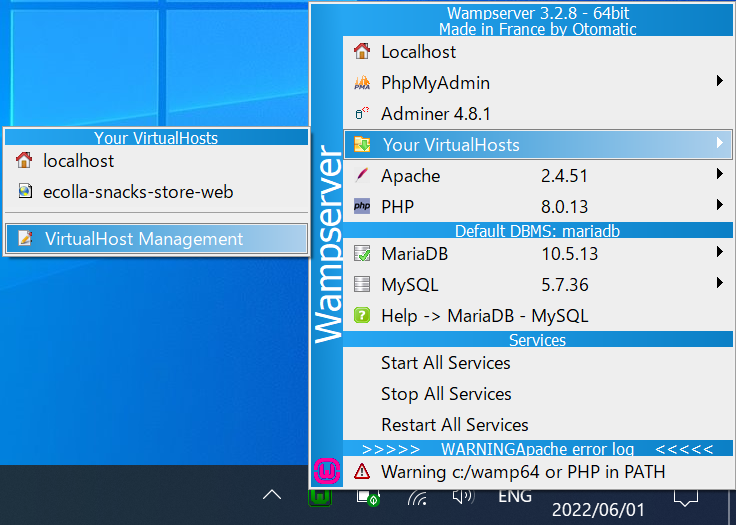 Wampserver 3.2.8 - 64bit
Made in France by Otomatic
Localhost
PhpMyAdmin
Adminer 4.8.1
Your VirtualHosts
Apache 2.4.51
PHP 8.0.13
Default DBMS: mariadb
MariaDB 10.5.13
MySQL 5.7.36
Help -> MariaDB - MySQL
Services
Start All Services
Stop All Services
Restart All Services
>>>>> WARNINGApache error log <<<<<
Warning c:/wamp64 or PHP in PATH
Wampserver
Your VirtualHosts
localhost
ecolla-snacks-store-web
VirtualHost Management
ENG
2022/06/01